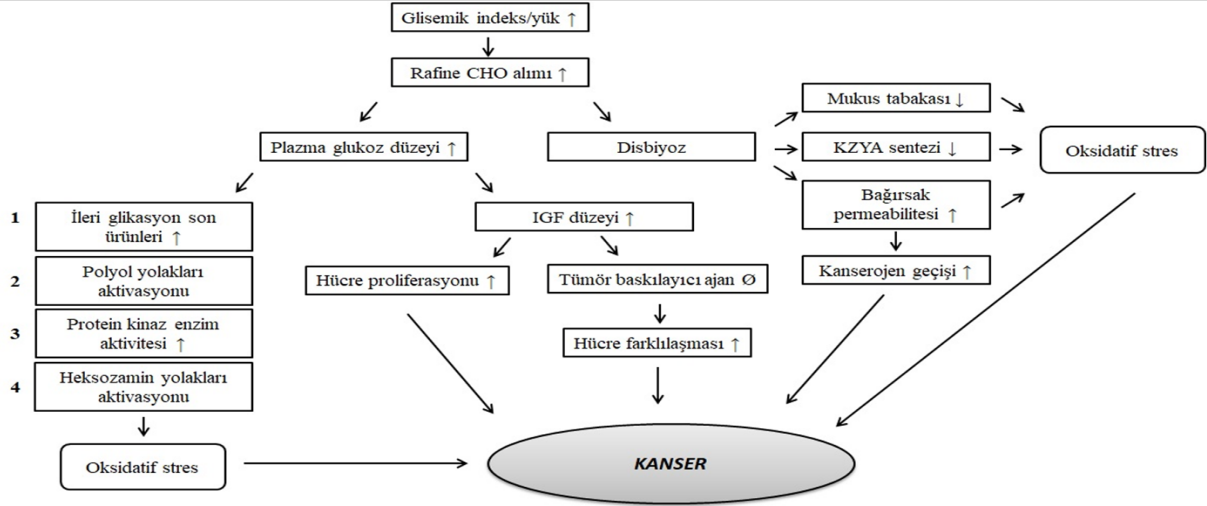 Glisemik indeks/yük ↑
Rafine CHO alımı ↑
Plazma glukoz düzeyi ↑
Disbiyoz
Mukus tabakası ↓
KZYA sentezi ↓
Bağırsak
permeabilitesi ↑
Oksidatif stres
1
İleri glikasyon son
ürünleri ↑
2
Polyol yolakları
aktivasyonu
3
Protein kinaz enzim
aktivitesi ↑
4
Heksozamin yolakları
aktivasyonu
Oksidatif stres
IGF düzeyi ↑
Hücre proliferasyonu ↑
Tümör baskılayıcı ajan Ø
Hücre farklılaşması ↑
Kanserojen geçişi ↑
KANSER